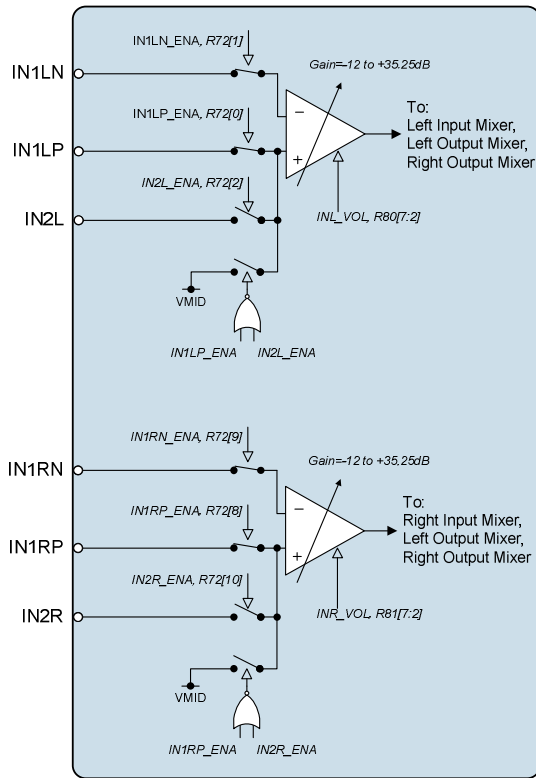 IN1LN_ENA, R72[1]
Gain=–12 to +35.25dB
IN1LN
To:
Left Input Mixer,
Left Output Mixer,
Right Output Mixer
IN1LP_ENA, R72[0]
–
IN1LP
+
IN2L_ENA, R72[2]
IN2L
INL_VOL, R80[7:2]
VMID
IN1LP_ENA IN2L_ENA
IN1RN_ENA, R72[9]
Gain=–12 to +35.25dB
IN1RN
To:
Right Input Mixer,
Left Output Mixer,
Right Output Mixer
IN1RP_ENA, R72[8]
–
IN1RP
+
IN2R_ENA, R72[10]
IN2R
INR_VOL, R81[7:2]
VMID
IN1RP_ENA IN2R_ENA